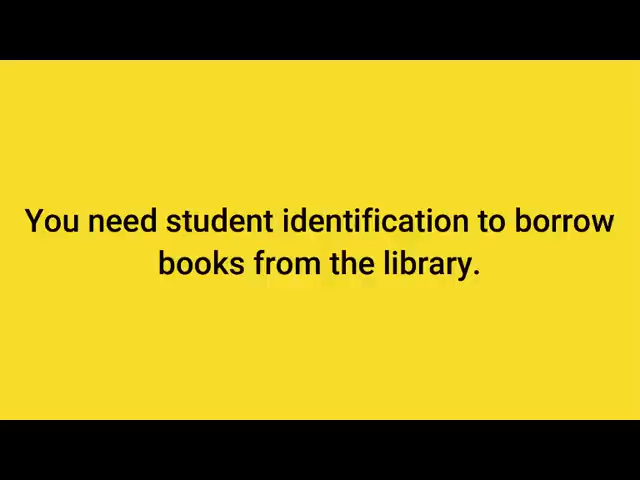 You need student identification to borrow
books from the library.